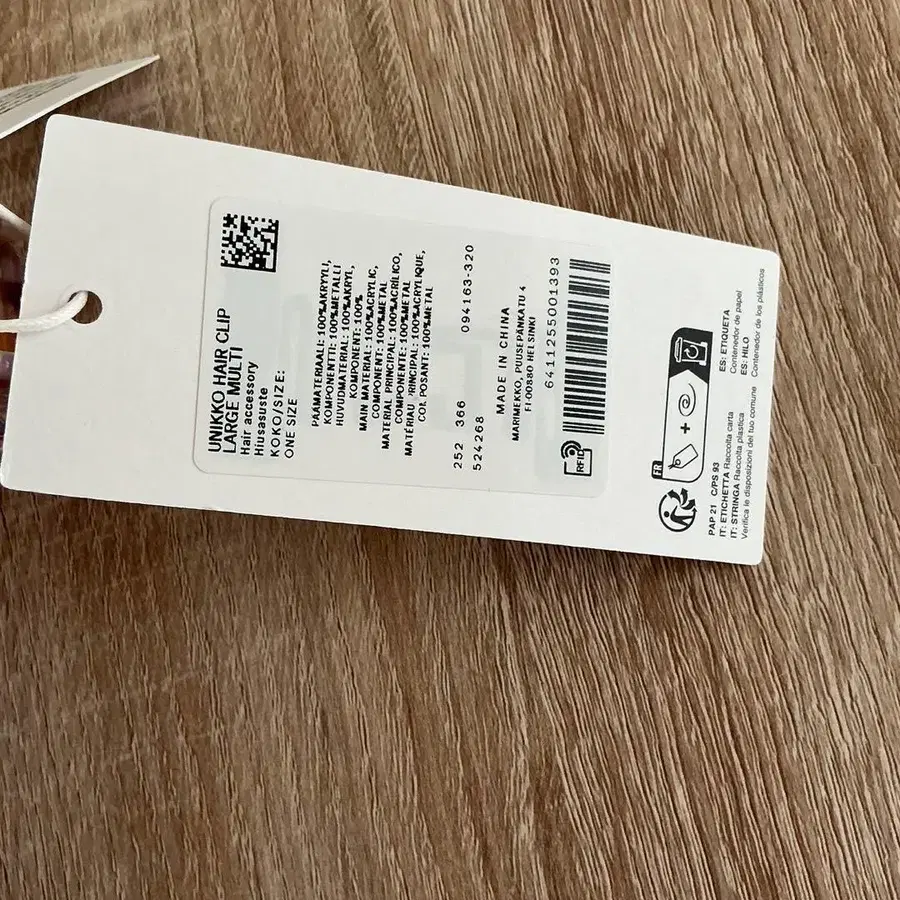 UNIKKO HAIR CLIP
LARGE MULTI
Hair accessory
Hiusasuste
KOKO/SIZE:
ONE SIZE
PÄÄMATERIAALI: 100%AKRYYLI,
KOMPONENTTI: 100%METALLI
HUVUDMATERIAL: 100%AKRYL,
KOMPONENT: 100%
MAIN MATERIAL: 100%ACRYLIC,
COMPONENT: 100%METAL
MATERIAL PRINCIPAL: 100%ACRÍLICO,
COMPONENTE: 100%METAL
MATÉRIAU PRINCIPAL: 100%ACRYLIQUE,
COMPOSANT: 100%METAL
252 366 094163-320
524268
MADE IN CHINA
MARIMEKKO, PUUSEPÄNKATU 4
FI-00880 HELSINKI
6411255001393
RFID
FR
+
PAP 21 C/PS 93
IT: ETICHETTA Raccolta carta
IT: STRINGA Raccolta plastica
Verifica le disposizioni del tuo comune
ES: ETIQUETA
Contenedor de papel
ES: HILO
Contenedor de los plásticos